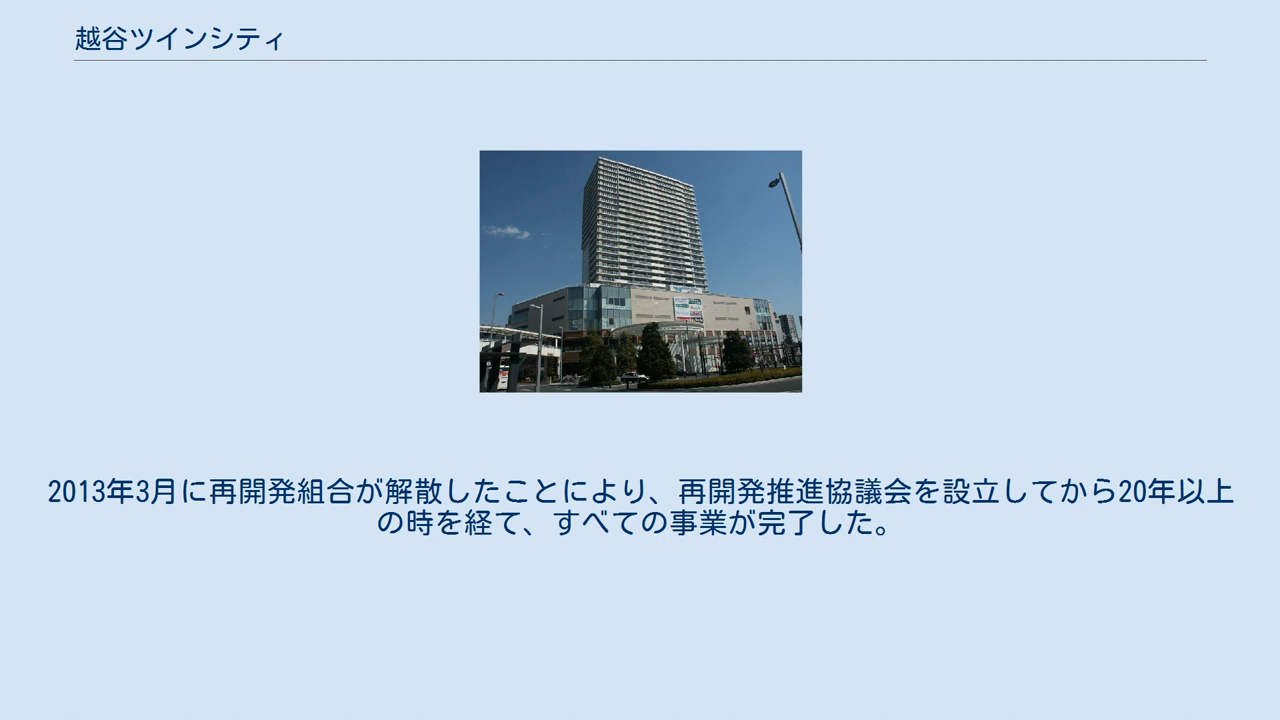 越谷ツインシティ
2013年3月に再開発組合が解散したことにより、再開発推進協議会を設立してから20年以上
の時を経て、すべての事業が完了した。